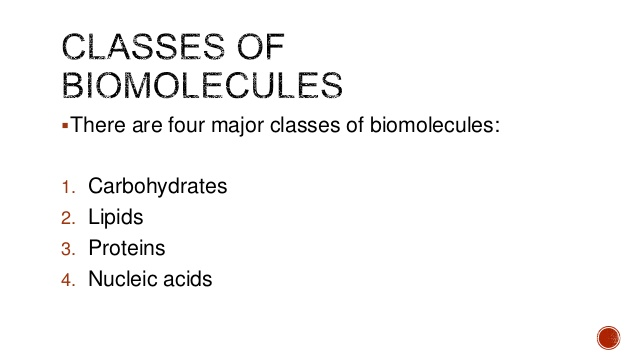 CLASSES OF
BIOMOLECULES
▪There are four major classes of biomolecules:
1. Carbohydrates
2. Lipids
3. Proteins
4. Nucleic acids